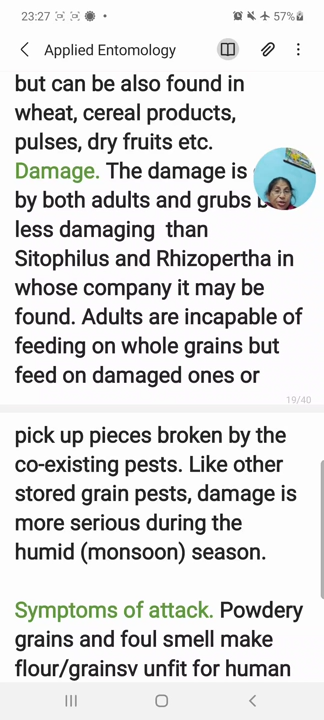 23:27
57%
Applied Entomology
but can be also found in
wheat, cereal products,
pulses, dry fruits etc.
Damage. The damage is
by both adults and grubs
less damaging than
Sitophilus and Rhizopertha in
whose company it may be
found. Adults are incapable of
feeding on whole grains but
feed on damaged ones or
19/40
pick up pieces broken by the
co-existing pests. Like other
stored grain pests, damage is
more serious during the
humid (monsoon) season.
Symptoms of attack. Powdery
grains and foul smell make
flour/grainsv unfit for human